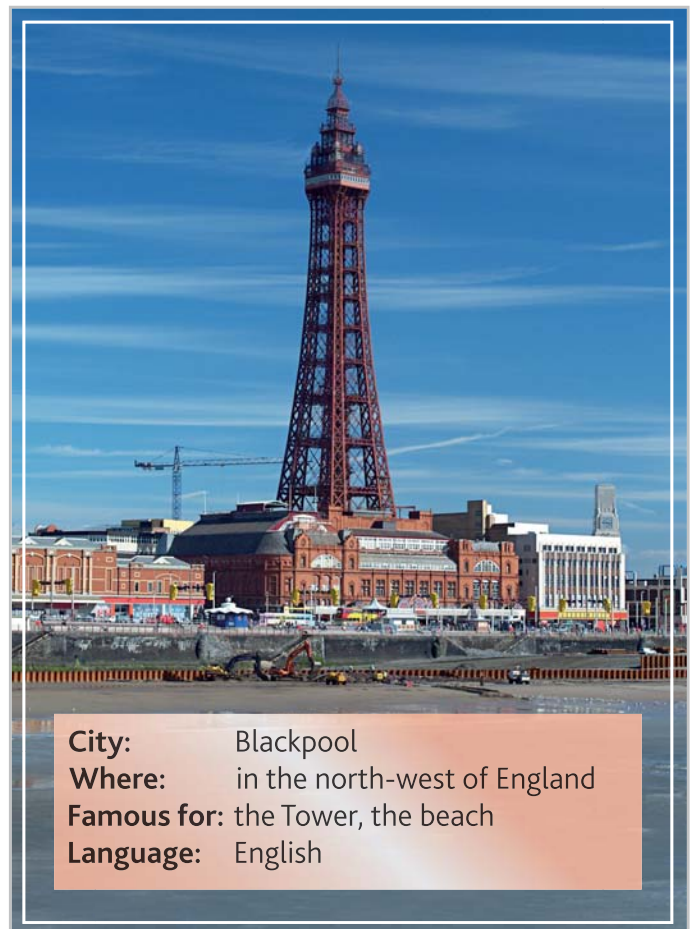 City: Blackpool
Where: in the north-west of England
Famous for: the Tower, the beach
Language: English